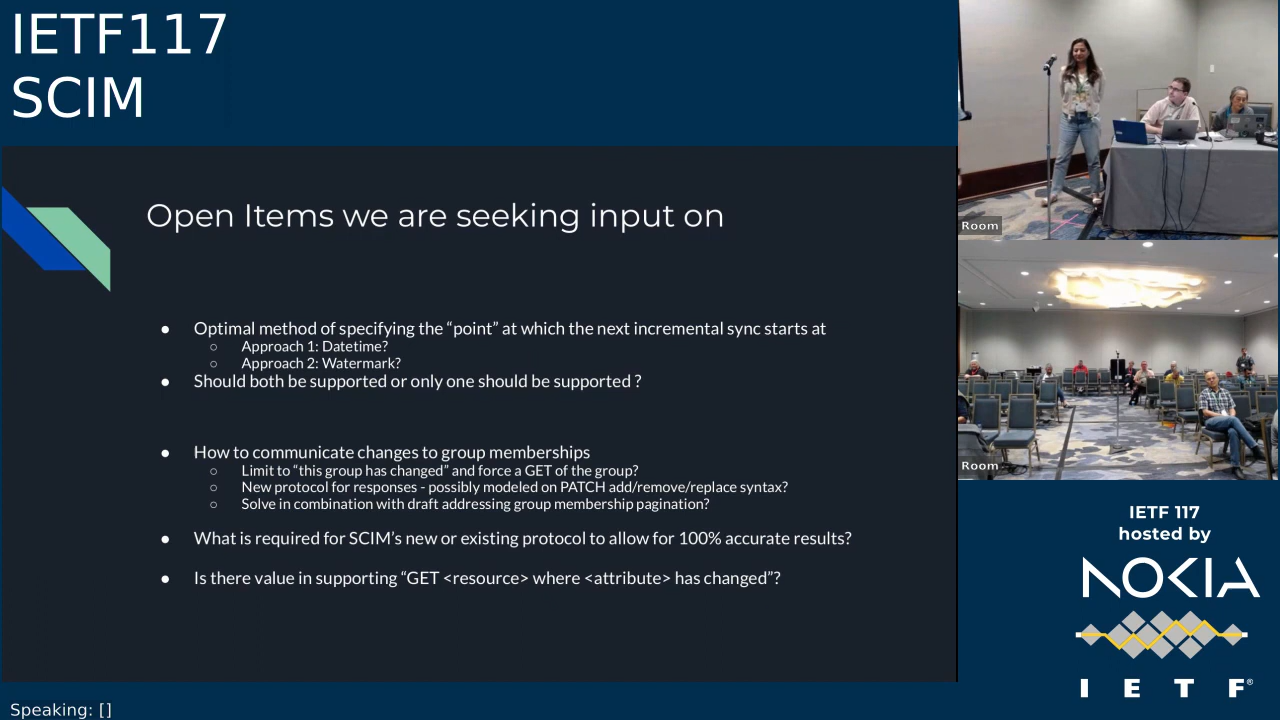 IETF117
SCIM
Open Items we are seeking input on
● Optimal method of specifying the “point” at which the next incremental sync starts at
○ Approach 1: Datetime?
○ Approach 2: Watermark?
● Should both be supported or only one should be supported ?
● How to communicate changes to group memberships
○ Limit to “this group has changed” and force a GET of the group?
○ New protocol for responses - possibly modeled on PATCH add/remove/replace syntax?
○ Solve in combination with draft addressing group membership pagination?
● What is required for SCIM’s new or existing protocol to allow for 100% accurate results?
● Is there value in supporting “GET <resource> where <attribute> has changed”?
Speaking: []
Room
Room
IETF 117
hosted by
NOKIA
I E T F®